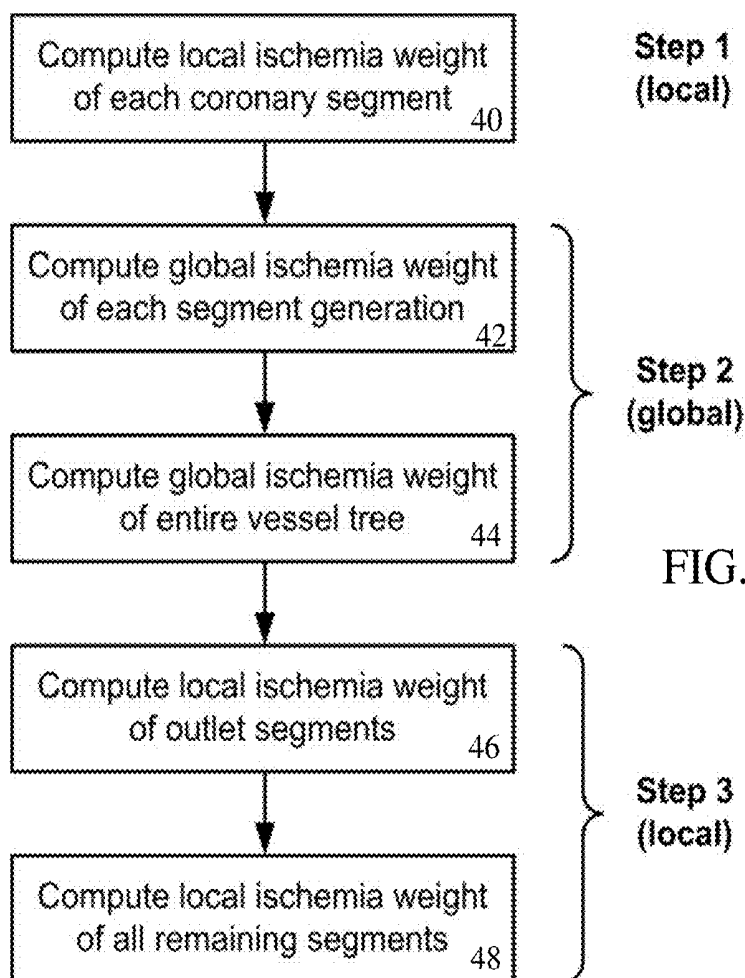 Compute local ischemia weight
of each coronary segment
40
Step 1
(local)
Compute global ischemia weight
of each segment generation
42
Step 2
(global)
Compute global ischemia weight
of entire vessel tree
44
FIG.
Compute local ischemia weight
of outlet segments
46
Step 3
(local)
Compute local ischemia weight
of all remaining segments
48